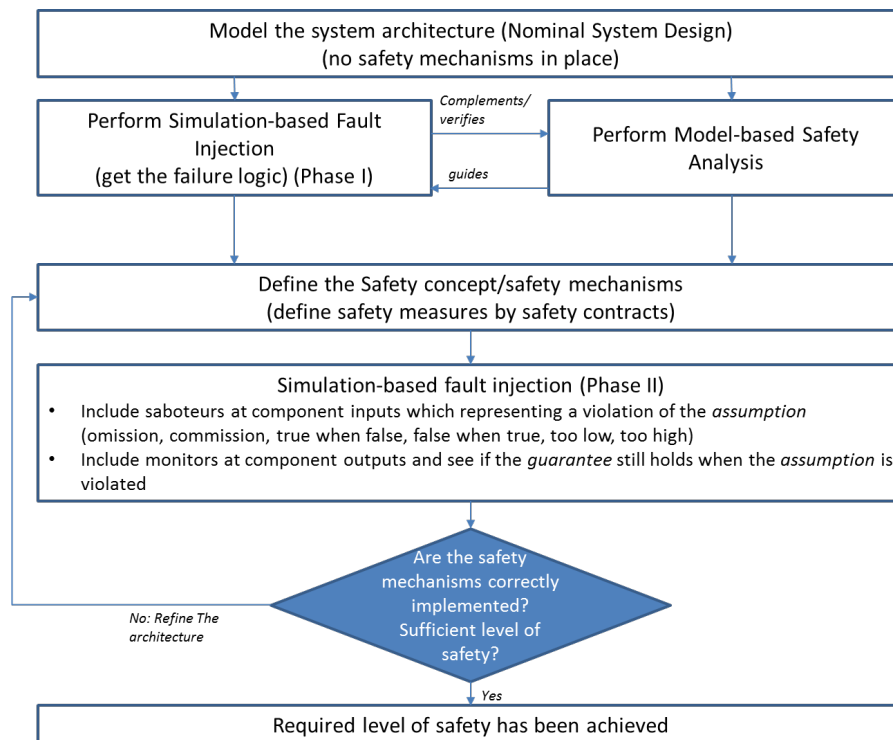 Model the system architecture (Nominal System Design)
(no safety mechanisms in place)
Perform Simulation-based Fault
Injection
(get the failure logic) (Phase I)
Complements/
verifies
guides
Perform Model-based Safety
Analysis
Define the Safety concept/safety mechanisms
(define safety measures by safety contracts)
Simulation-based fault injection (Phase II)
• Include saboteurs at component inputs which representing a violation of the assumption
(omission, commission, true when false, false when true, too low, too high)
• Include monitors at component outputs and see if the guarantee still holds when the assumption is
violated
Are the safety
mechanisms correctly
implemented?
Sufficient level of
safety?
No: Refine The
architecture
Yes
Required level of safety has been achieved